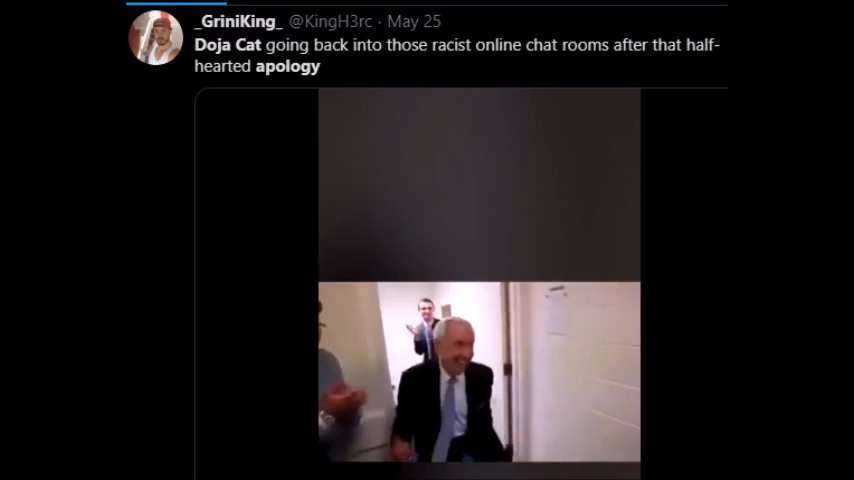 _GriniKing_ @KingH3rc · May 25
Doja Cat going back into those racist online chat rooms after that half-
hearted apology